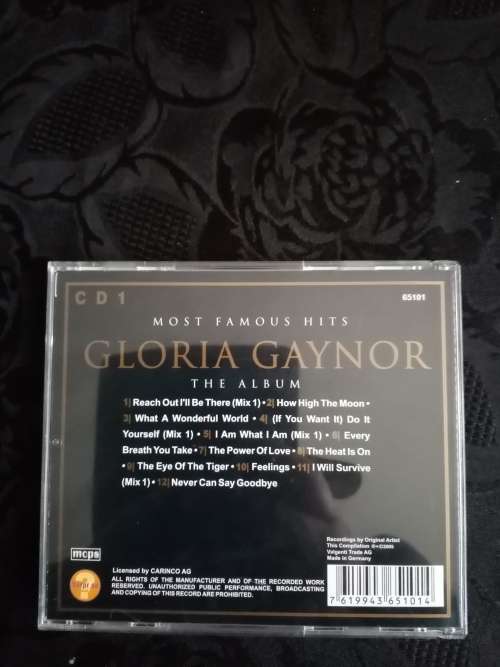 CD1
65101
MOST FAMOUS HITS
GLORIA GAYNOR
THE ALBUM
1| Reach Out I'll Be There (Mix 1) • 2| How High The Moon •
3| What A Wonderful World • 4| (If You Want It) Do It
Yourself (Mix 1) • 5| I Am What I Am (Mix 1) • 6| Every
Breath You Take • 7| The Power Of Love • 8| The Heat Is On
• 9| The Eye Of The Tiger • 10| Feelings • 11| I Will Survive
(Mix 1) • 12| Never Can Say Goodbye
Recordings by Original Artist
This Compilation ℗+©2005
Valganti Trade AG
Made in Germany
mcps
Licensed by CARINCO AG
ALL RIGHTS OF THE MANUFACTURER AND OF THE RECORDED WORK
RESERVED. UNAUTHORIZED PUBLIC PERFORMANCE, BROADCASTING
AND COPYING OF THIS RECORD ARE PROHIBITED.
7 619943 651014